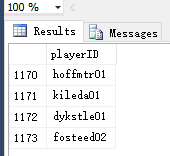 100 %
Results Messages
playerID
1170 hoffmtr01
1171 kileda01
1172 dykstle01
1173 fosteed02